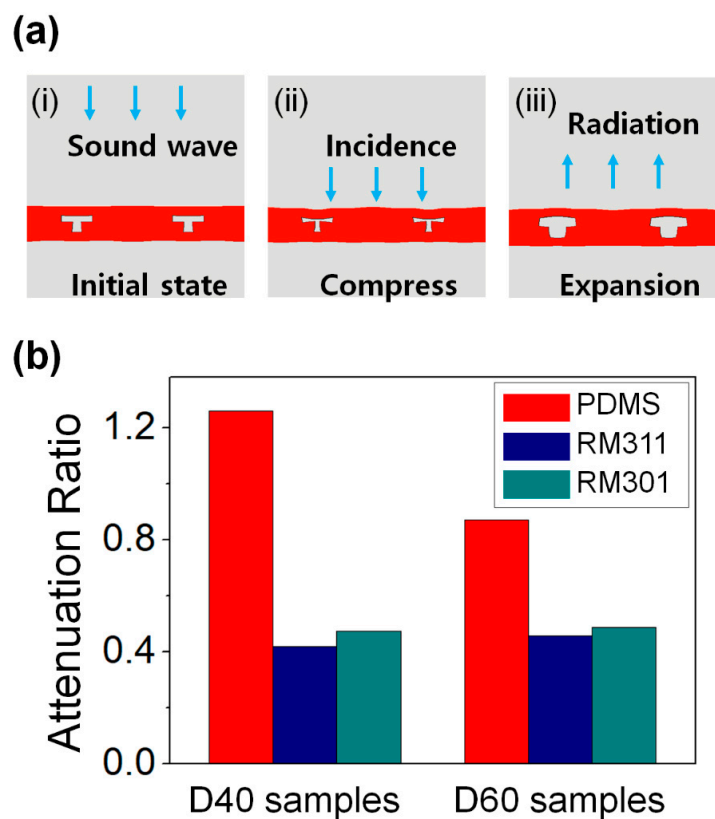 (a)
(i)
Sound wave
Initial state
(ii)
Incidence
Compress
(iii)
Radiation
Expansion
(b)
Attenuation Ratio
1.2
0.8
0.4
0.0
PDMS
RM311
RM301
D40 samples
D60 samples